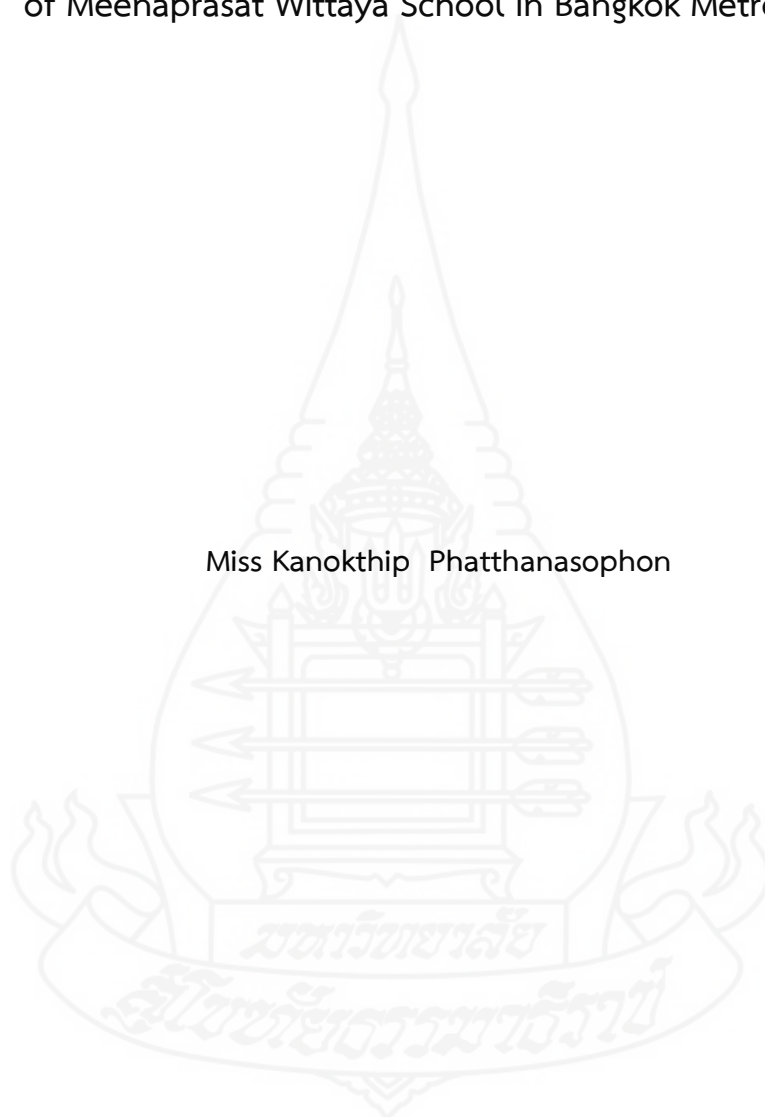 of Meenaprasat Wittaya School in Bangkok Metro
Miss Kanokthip Phatthanasophon
มหาวิทยาลัย
สุโขทัยธรรมาธิราช